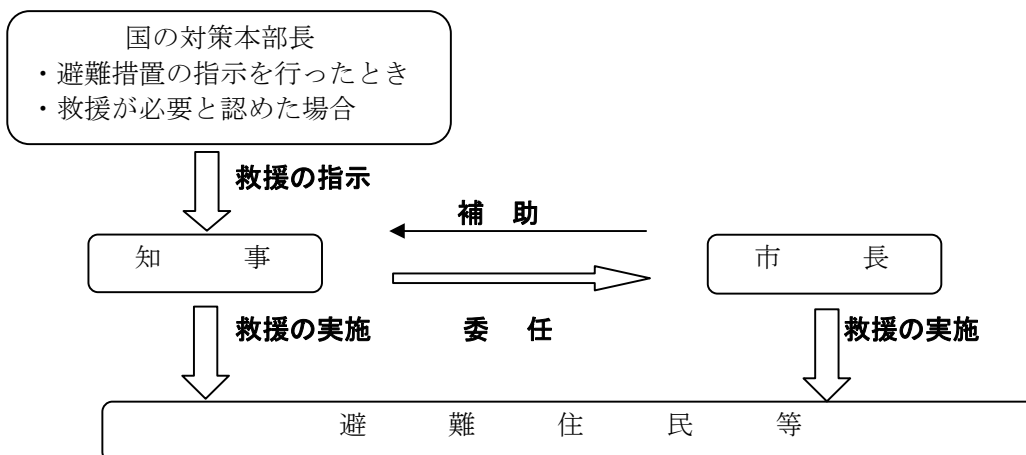 国の対策本部長
・避難措置の指示を行ったとき
・救援が必要と認めた場合
救援の指示
補 助
知 事
市 長
救援の実施
委 任
救援の実施
避 難 住 民 等